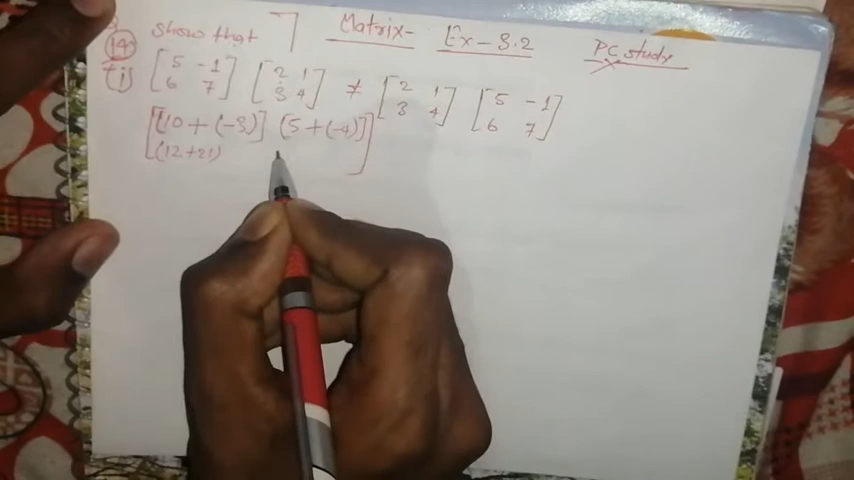 Matrix- Ex-3.2 PC study
14 Show that
(i) [5 -1 [2 1 ≠ [2 1 [5 -1
6 7] 3 4] 3 4] 6 7]
[[10+(-3)] [5+(-4)]
(12+21) ]